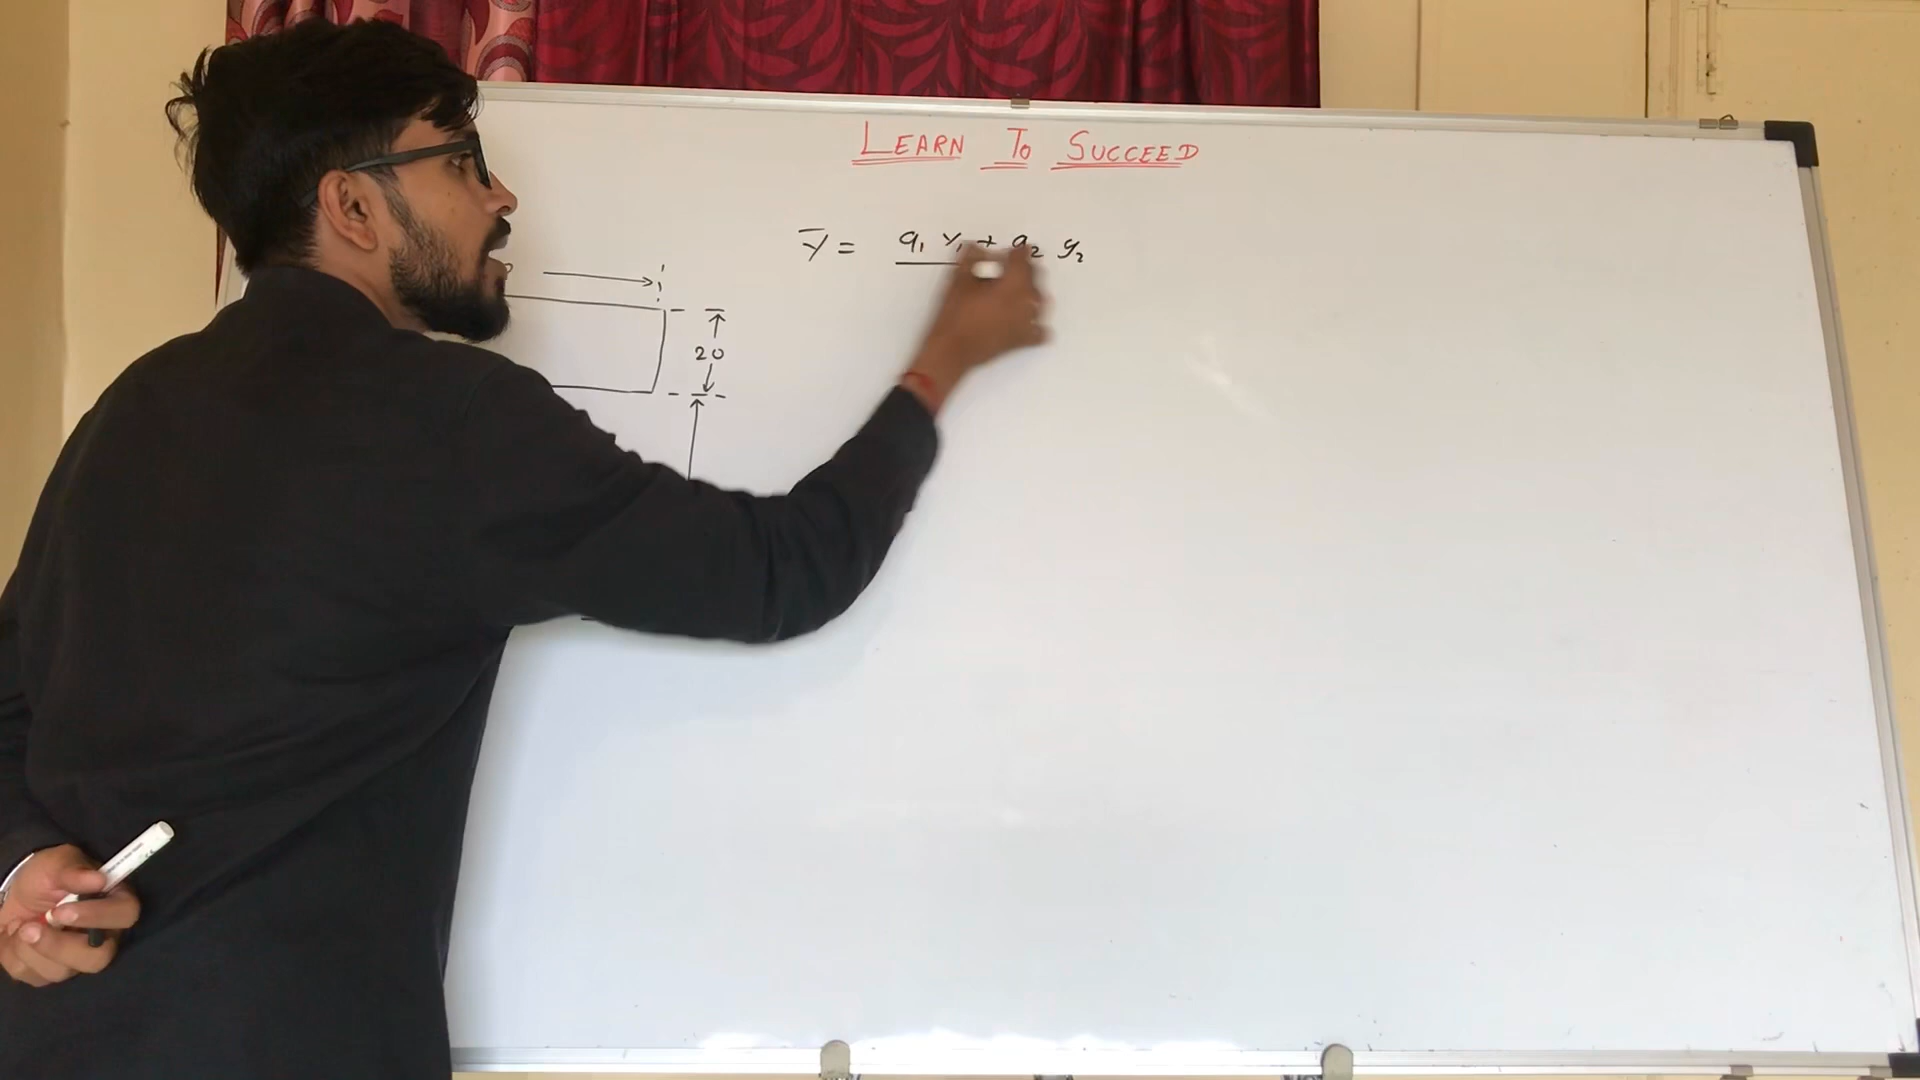 LEARN TO SUCCEED
ȳ = a₁ y₁ + a₂ y₂
20